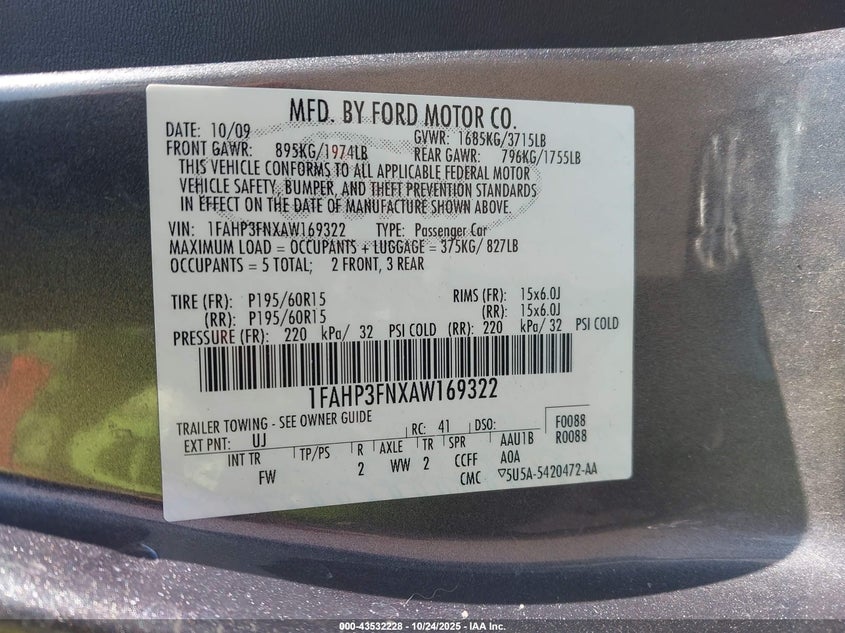 MFD. BY FORD MOTOR CO.
DATE: 10/09 GVWR: 1685KG/3715LB
FRONT GAWR: 895KG/1974LB REAR GAWR: 796KG/1755LB
THIS VEHICLE CONFORMS TO ALL APPLICABLE FEDERAL MOTOR
VEHICLE SAFETY, BUMPER, AND THEFT PREVENTION STANDARDS
IN EFFECT ON THE DATE OF MANUFACTURE SHOWN ABOVE.
VIN: 1FAHP3FNXAW169322 TYPE: Passenger Car
MAXIMUM LOAD = OCCUPANTS + LUGGAGE = 375KG/ 827LB
OCCUPANTS = 5 TOTAL; 2 FRONT, 3 REAR
TIRE (FR): P195/60R15 RIMS (FR): 15x6.0J
(RR): P195/60R15 (RR): 15x6.0J
PRESSURE (FR): 220 kPa/ 32 PSI COLD (RR): 220 kPa/ 32 PSI COLD
1FAHP3FNXAW169322
TRAILER TOWING - SEE OWNER GUIDE
EXT PNT: UJ RC: 41 DSO: F0088
R0088
INT TR TP/PS R AXLE TR SPR AAU1B
FW 2 WW 2 CCFF A0A
CMC ▽5U5A-5420472-AA
000-43532228 - 10/24/2025 - IAA Inc.